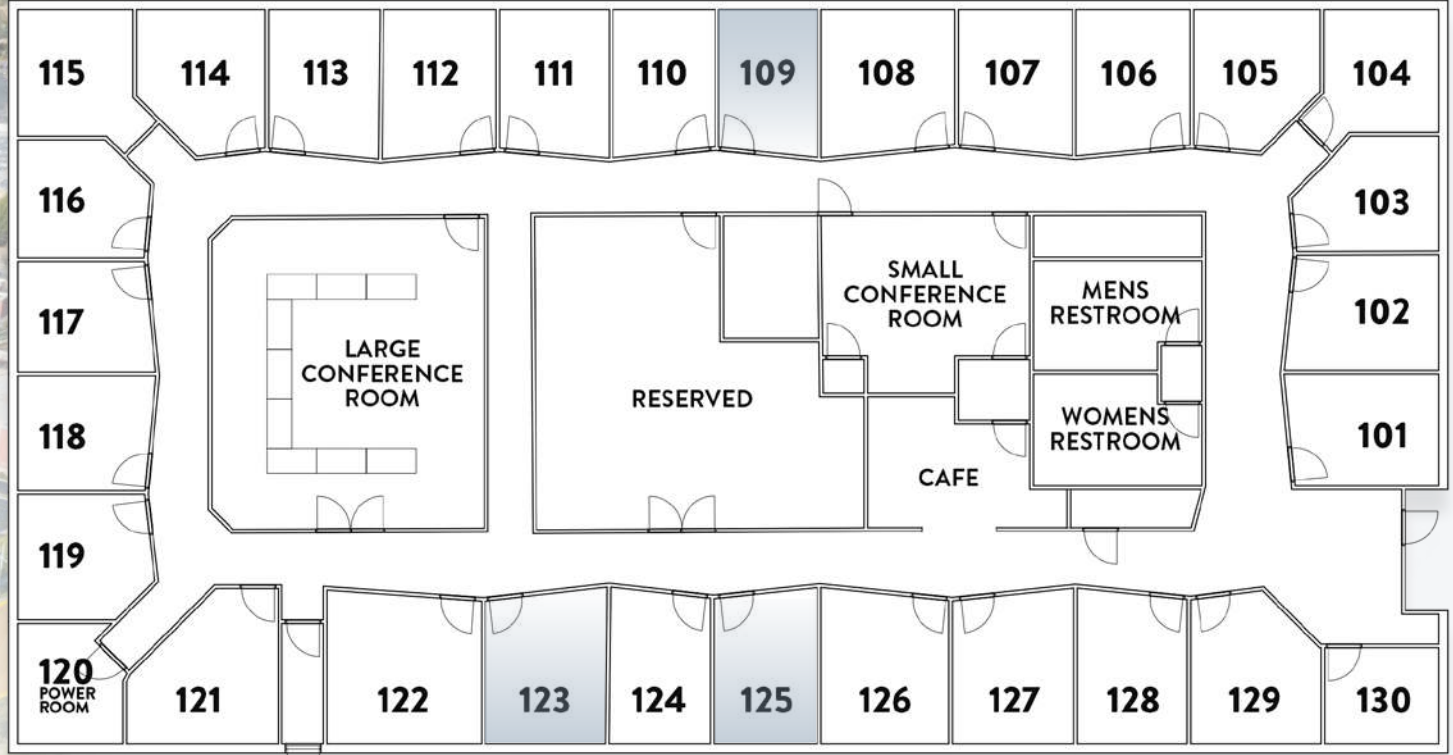 115
114
113
112
111
110
109
108
107
106
105
104
116
103
117
102
118
101
119
LARGE
CONFERENCE
ROOM
RESERVED
SMALL
CONFERENCE
ROOM
MENS
RESTROOM
WOMENS
RESTROOM
CAFE
120
POWER
ROOM
121
122
123
124
125
126
127
128
129
130